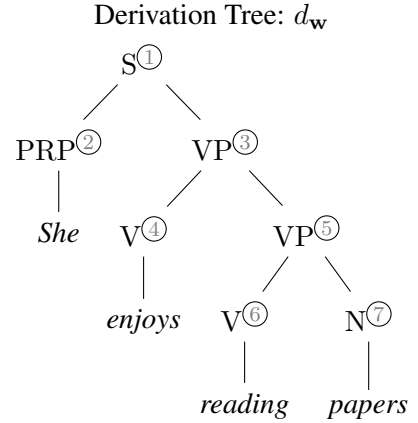 Derivation Tree: d_w
S①
PRP② VP③
She V④ VP⑤
enjoys V⑥ N⑦
reading papers